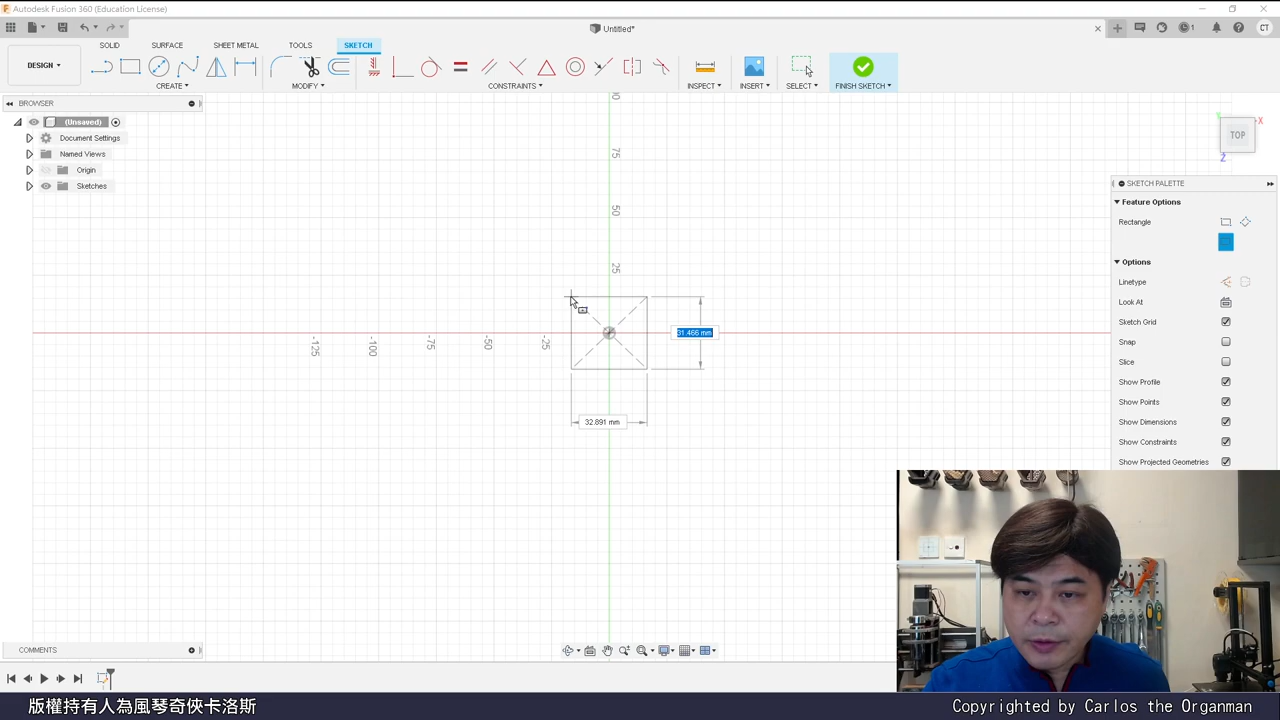 Autodesk Fusion 360 (Education License)
Untitled*
1
CT
DESIGN
SOLID
SURFACE
SHEET METAL
TOOLS
SKETCH
CREATE
MODIFY
CONSTRAINTS
INSPECT
INSERT
SELECT
FINISH SKETCH
BROWSER
(Unsaved)
Document Settings
Named Views
Origin
Sketches
75
50
25
-125
-100
-75
-50
-25
31.466 mm
32.891 mm
TOP
X
Z
SKETCH PALETTE
Feature Options
Rectangle
Options
Linetype
Look At
Sketch Grid
Snap
Slice
Show Profile
Show Points
Show Dimensions
Show Constraints
Show Projected Geometries
COMMENTS
版權持有人為風琴奇俠卡洛斯
Copyrighted by Carlos the Organman